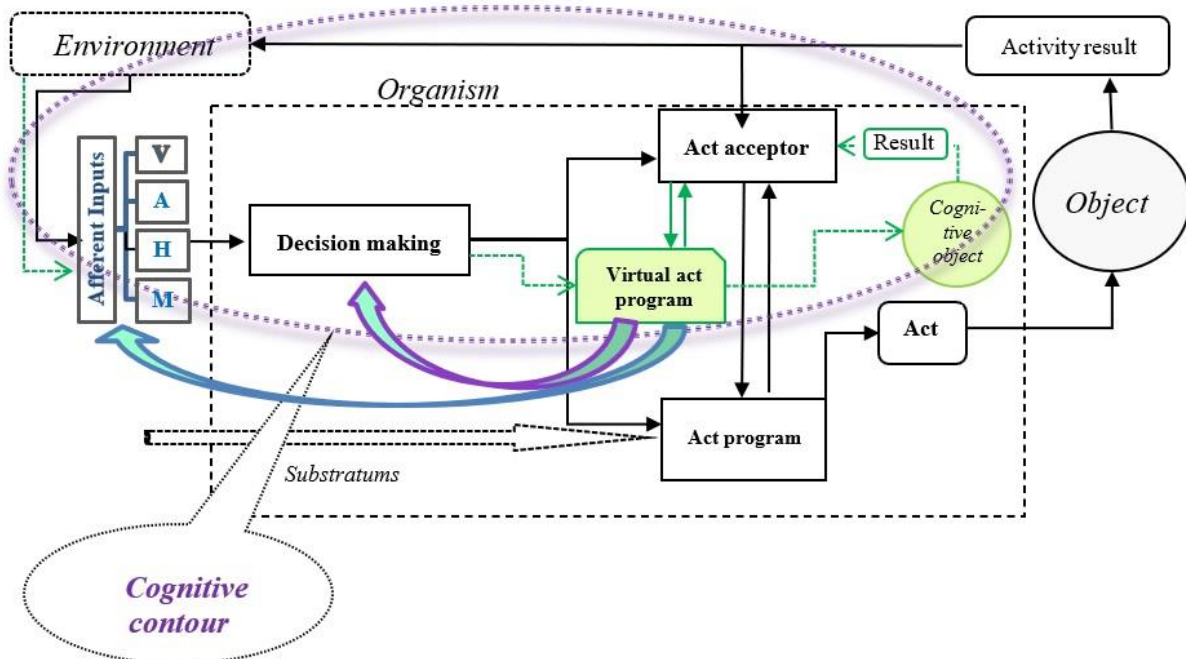 Environment
Activity result
Organism
Afferent Inputs
V
A
H
M
Act acceptor
Result
Object
Cogni-
tive
object
Decision making
Virtual act
program
Act
Act program
Substratums
Cognitive
contour